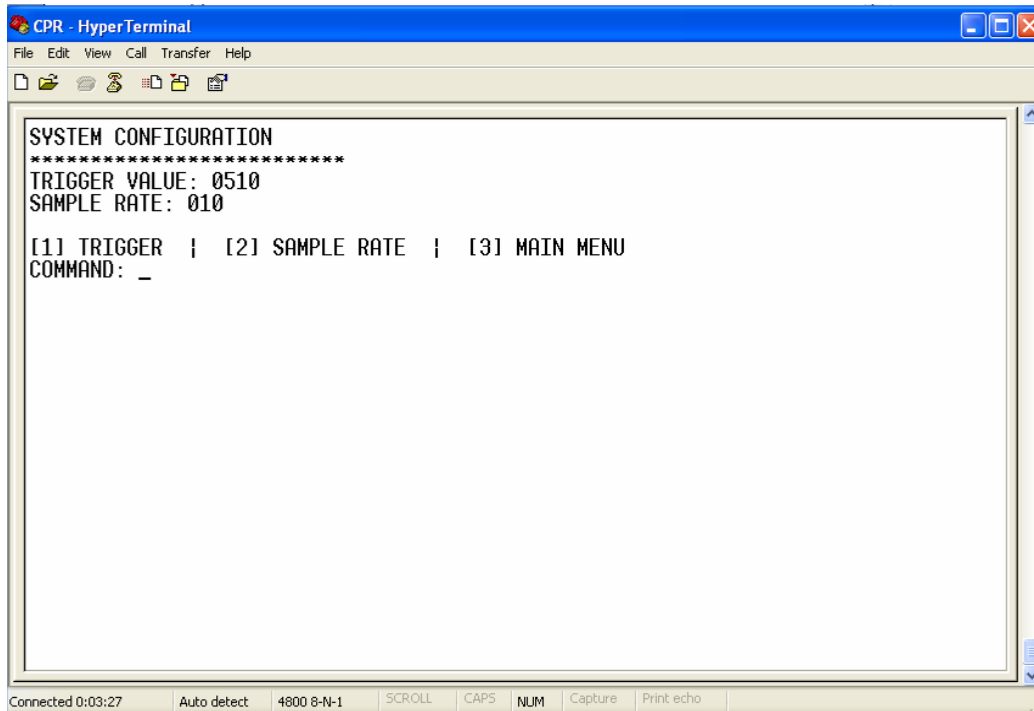 CPR - HyperTerminal
File Edit View Call Transfer Help
SYSTEM CONFIGURATION
**************************
TRIGGER VALUE: 0510
SAMPLE RATE: 010
[1] TRIGGER ¦ [2] SAMPLE RATE ¦ [3] MAIN MENU
COMMAND: _
Connected 0:03:27 Auto detect 4800 8-N-1 SCROLL CAPS NUM Capture Print echo